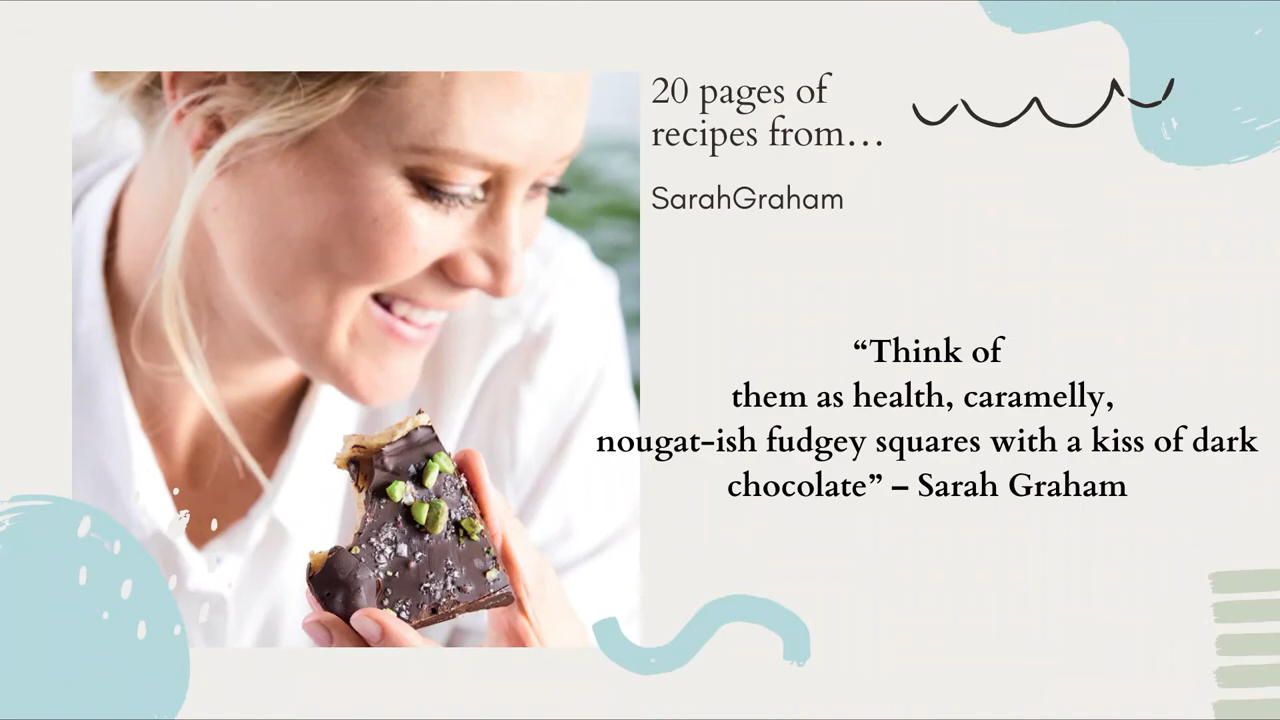 20 pages of
recipes from...
SarahGraham
“Think of
them as health, caramelly,
nougat-ish fudgey squares with a kiss of dark
chocolate” – Sarah Graham